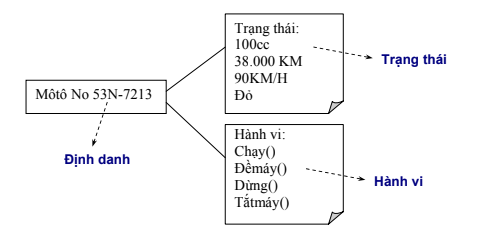 Trạng thái:
100cc
38.000 KM
90KM/H
Đỏ
Trạng thái
Môtô No 53N-7213
Định danh
Hành vi:
Chạy()
Đềmáy()
Dừng()
Tắtmáy()
Hành vi